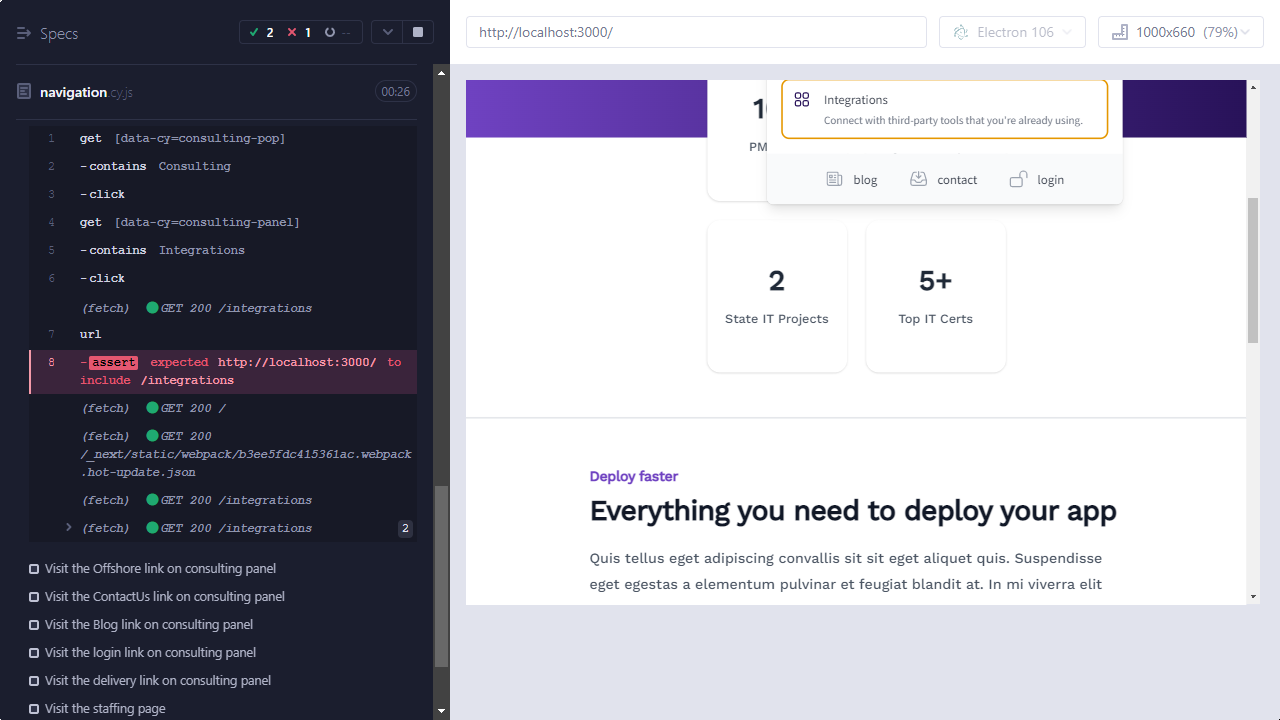 Specs
2
1
--
navigation.cy.js
00:26
1 get [data-cy=consulting-pop]
2 -contains Consulting
3 -click
4 get [data-cy=consulting-panel]
5 -contains Integrations
6 -click
(fetch) GET 200 /integrations
7 url
8 -assert expected http://localhost:3000/ to
include /integrations
(fetch) GET 200 /
(fetch) GET 200
/_next/static/webpack/b3ee5fdc415361ac.webpack
.hot-update.json
(fetch) GET 200 /integrations
(fetch) GET 200 /integrations 2
Visit the Offshore link on consulting panel
Visit the ContactUs link on consulting panel
Visit the Blog link on consulting panel
Visit the login link on consulting panel
Visit the delivery link on consulting panel
Visit the staffing page
http://localhost:3000/
Electron 106
1000x660 (79%)
Integrations
Connect with third-party tools that you're already using.
PM
blog
contact
login
2
State IT Projects
5+
Top IT Certs
Deploy faster
Everything you need to deploy your app
Quis tellus eget adipiscing convallis sit sit eget aliquet quis. Suspendisse
eget egestas a elementum pulvinar et feugiat blandit at. In mi viverra elit